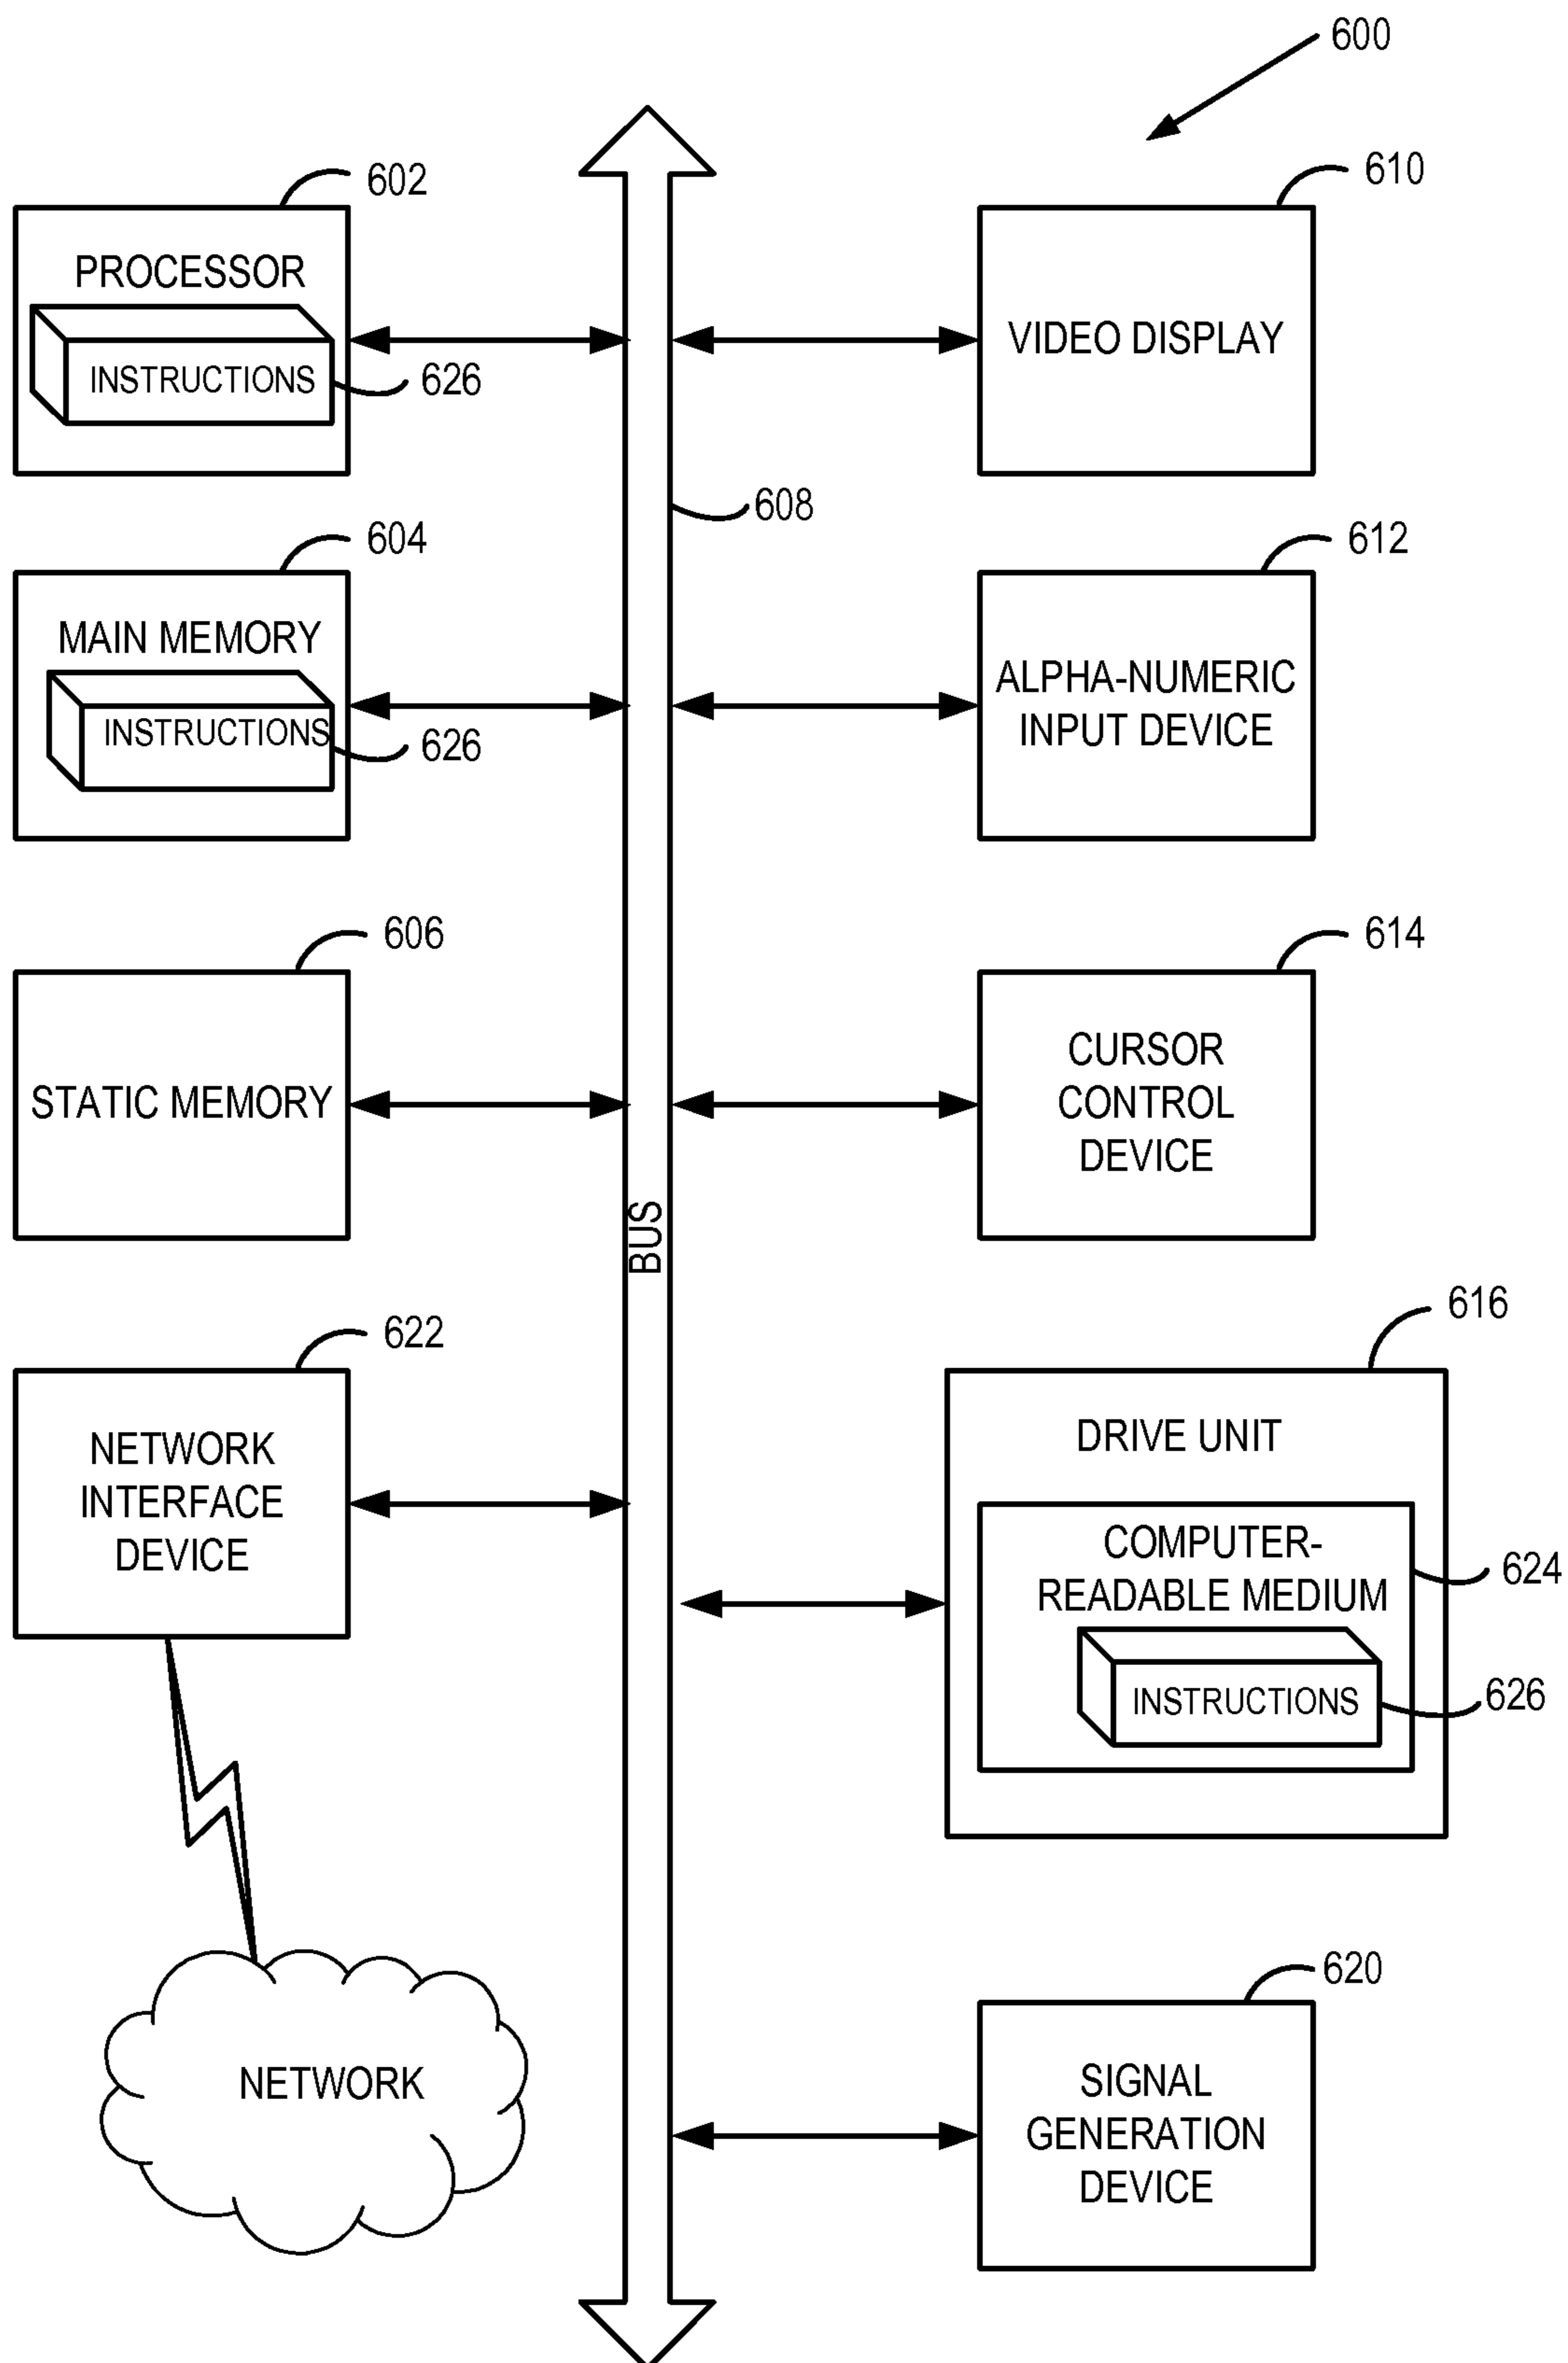 600
602
PROCESSOR
INSTRUCTIONS
626
610
VIDEO DISPLAY
608
604
MAIN MEMORY
INSTRUCTIONS
626
612
ALPHA-NUMERIC
INPUT DEVICE
606
STATIC MEMORY
614
CURSOR
CONTROL
DEVICE
BUS
622
NETWORK
INTERFACE
DEVICE
616
DRIVE UNIT
COMPUTER-
READABLE MEDIUM
624
INSTRUCTIONS
626
NETWORK
620
SIGNAL
GENERATION
DEVICE